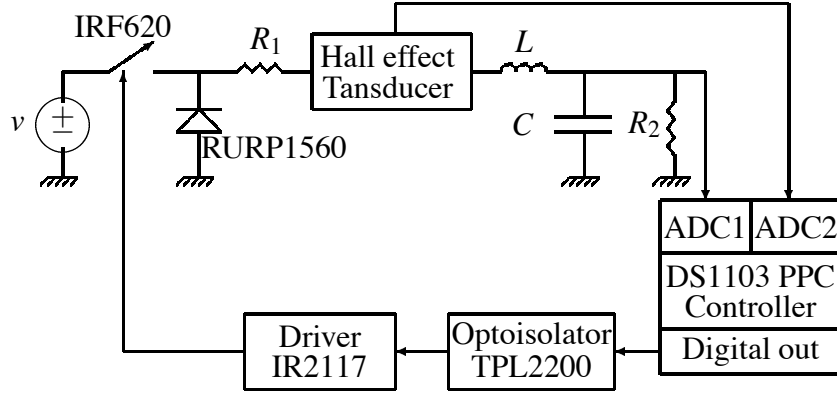 IRF620
R1
Hall effect
Tansducer
L
v
±
RURP1560
C
R2
ADC1
ADC2
DS1103 PPC
Controller
Digital out
Optoisolator
TPL2200
Driver
IR2117